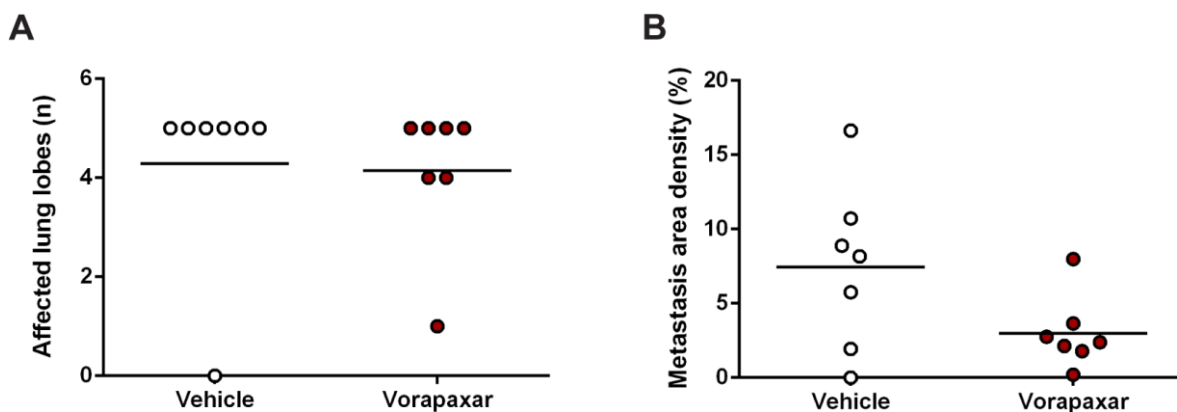 A
Affected lung lobes (n)
6
4
2
0
Vehicle
Vorapaxar
B
Metastasis area density (%)
20
15
10
5
0
Vehicle
Vorapaxar